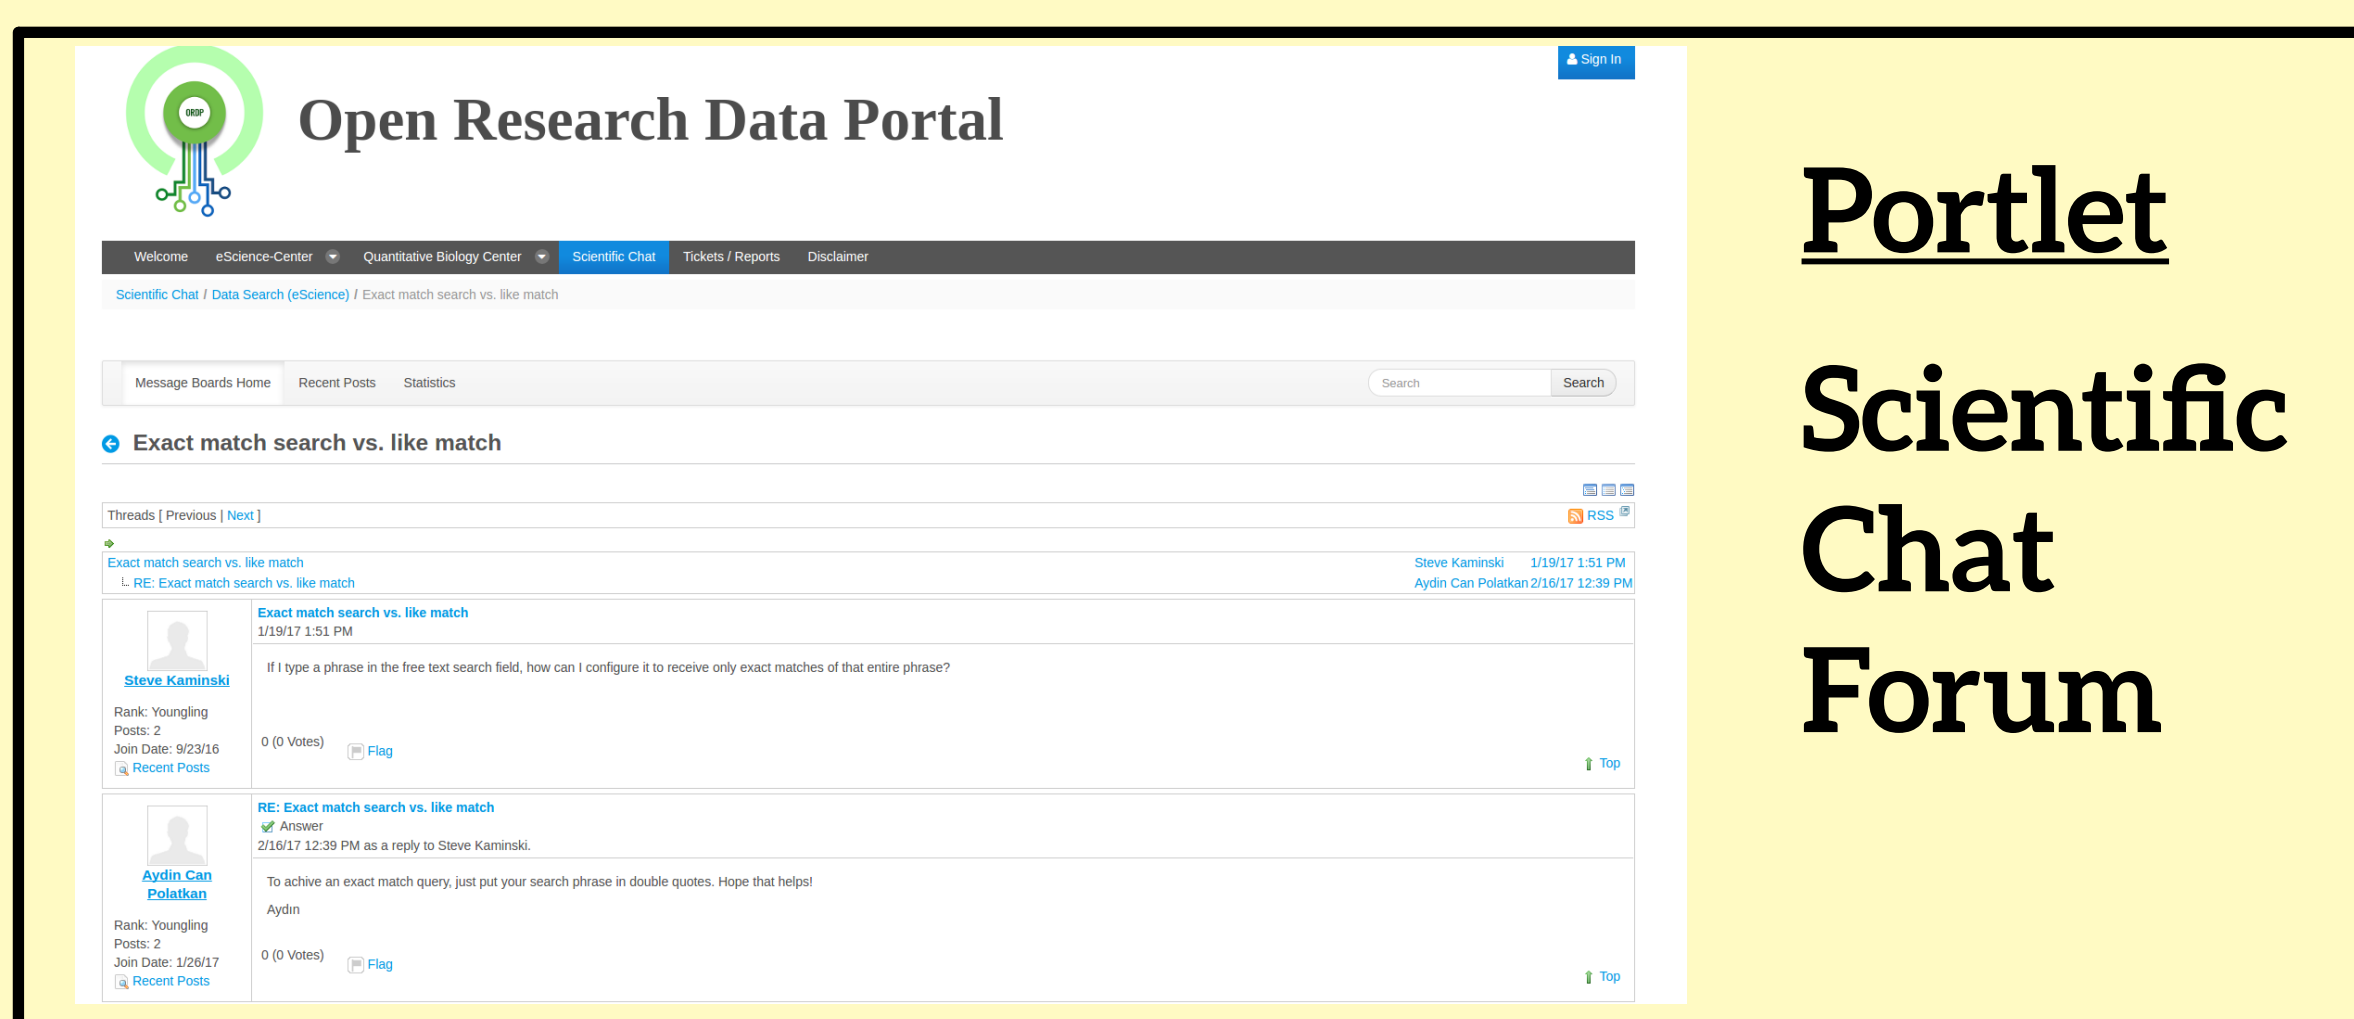 Sign In
ORDP
Open Research Data Portal
Welcome eScience-Center Quantitative Biology Center Scientific Chat Tickets / Reports Disclaimer
Scientific Chat / Data Search (eScience) / Exact match search vs. like match
Message Boards Home Recent Posts Statistics Search Search
Exact match search vs. like match
Threads [ Previous | Next ] RSS
Exact match search vs. like match Steve Kaminski 1/19/17 1:51 PM
RE: Exact match search vs. like match Aydin Can Polatkan 2/16/17 12:39 PM
Steve Kaminski
Rank: Youngling
Posts: 2
Join Date: 9/23/16
Recent Posts
Exact match search vs. like match
1/19/17 1:51 PM
If I type a phrase in the free text search field, how can I configure it to receive only exact matches of that entire phrase?
0 (0 Votes) Flag
Top
Aydin Can
Polatkan
Rank: Youngling
Posts: 2
Join Date: 1/26/17
Recent Posts
RE: Exact match search vs. like match
Answer
2/16/17 12:39 PM as a reply to Steve Kaminski.
To achive an exact match query, just put your search phrase in double quotes. Hope that helps!
Aydın
0 (0 Votes) Flag
Top
Portlet
Scientific
Chat
Forum